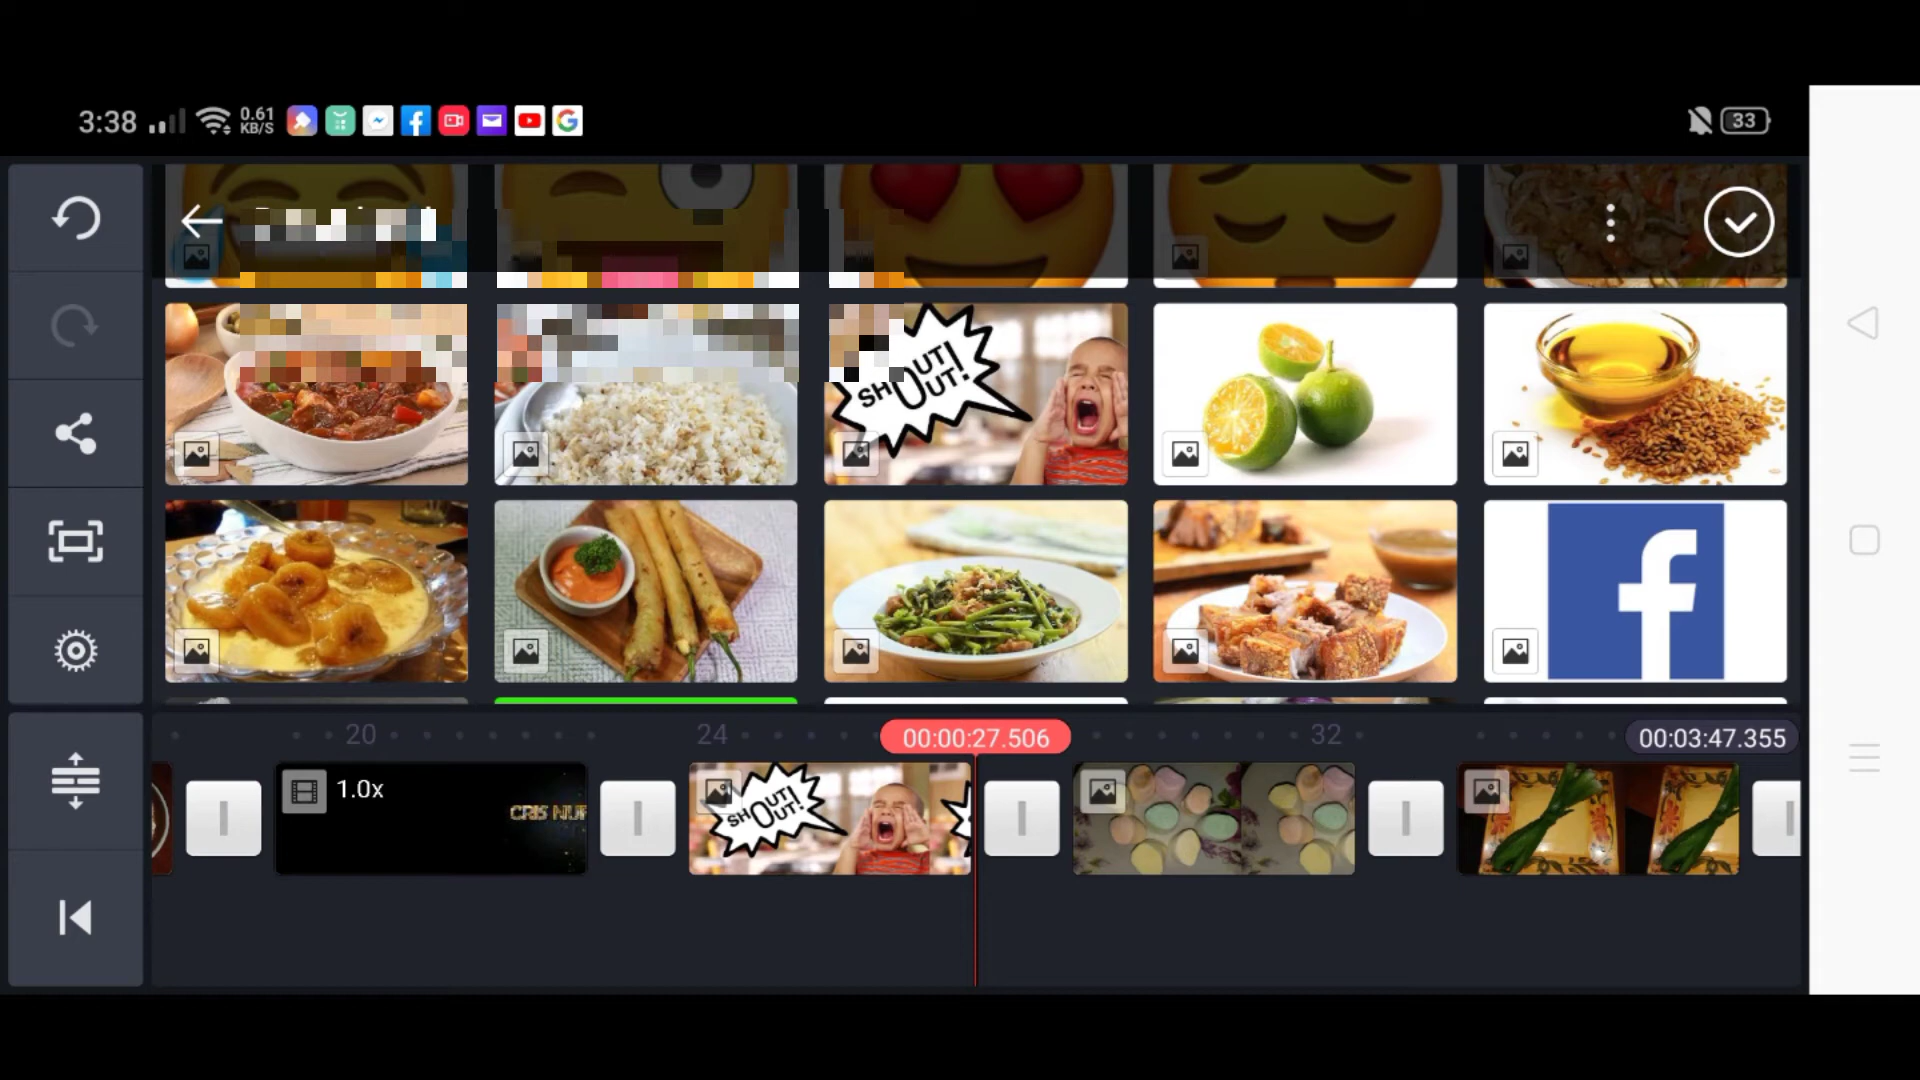 3:38
0.61
KB/S
33
SHOUT
OUT!
20
24
00:00:27.506
32
00:03:47.355
1.0x
CRIS
SHOUT
OUT!